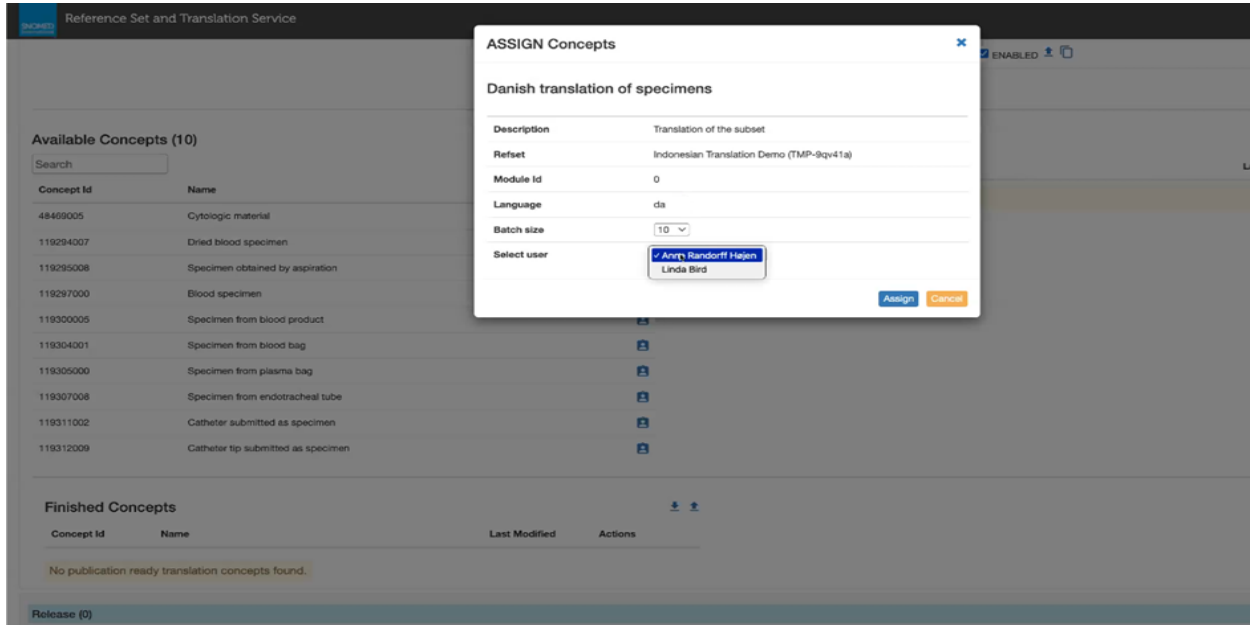 SNOMED
Reference Set and Translation Service
ENABLED
ASSIGN Concepts
Danish translation of specimens
Description Translation of the subset
Refset Indonesian Translation Demo (TMP-9qv41a)
Module Id 0
Language da
Batch size 10
Select user ✓ Anne Randorff Højen
Linda Bird
Assign Cancel
Available Concepts (10)
Search
Concept Id Name
48469005 Cytologic material
119294007 Dried blood specimen
119295008 Specimen obtained by aspiration
119297000 Blood specimen
119300005 Specimen from blood product
119304001 Specimen from blood bag
119305000 Specimen from plasma bag
119307008 Specimen from endotracheal tube
119311002 Catheter submitted as specimen
119312009 Catheter tip submitted as specimen
Finished Concepts
Concept Id Name Last Modified Actions
No publication ready translation concepts found.
Release (0)